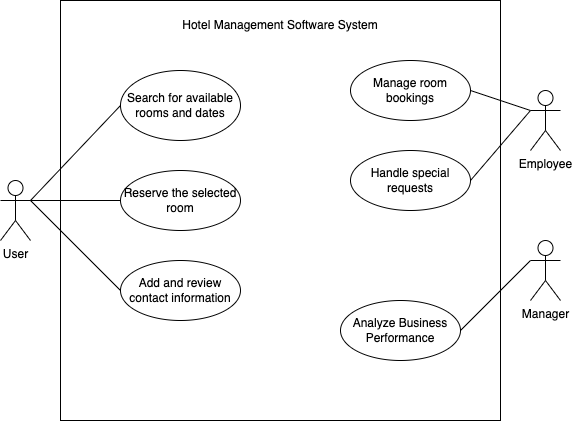 Hotel Management Software System
Search for available
rooms and dates
Manage room
bookings
Employee
Handle special
requests
Reserve the selected
room
User
Add and review
contact information
Manager
Analyze Business
Performance